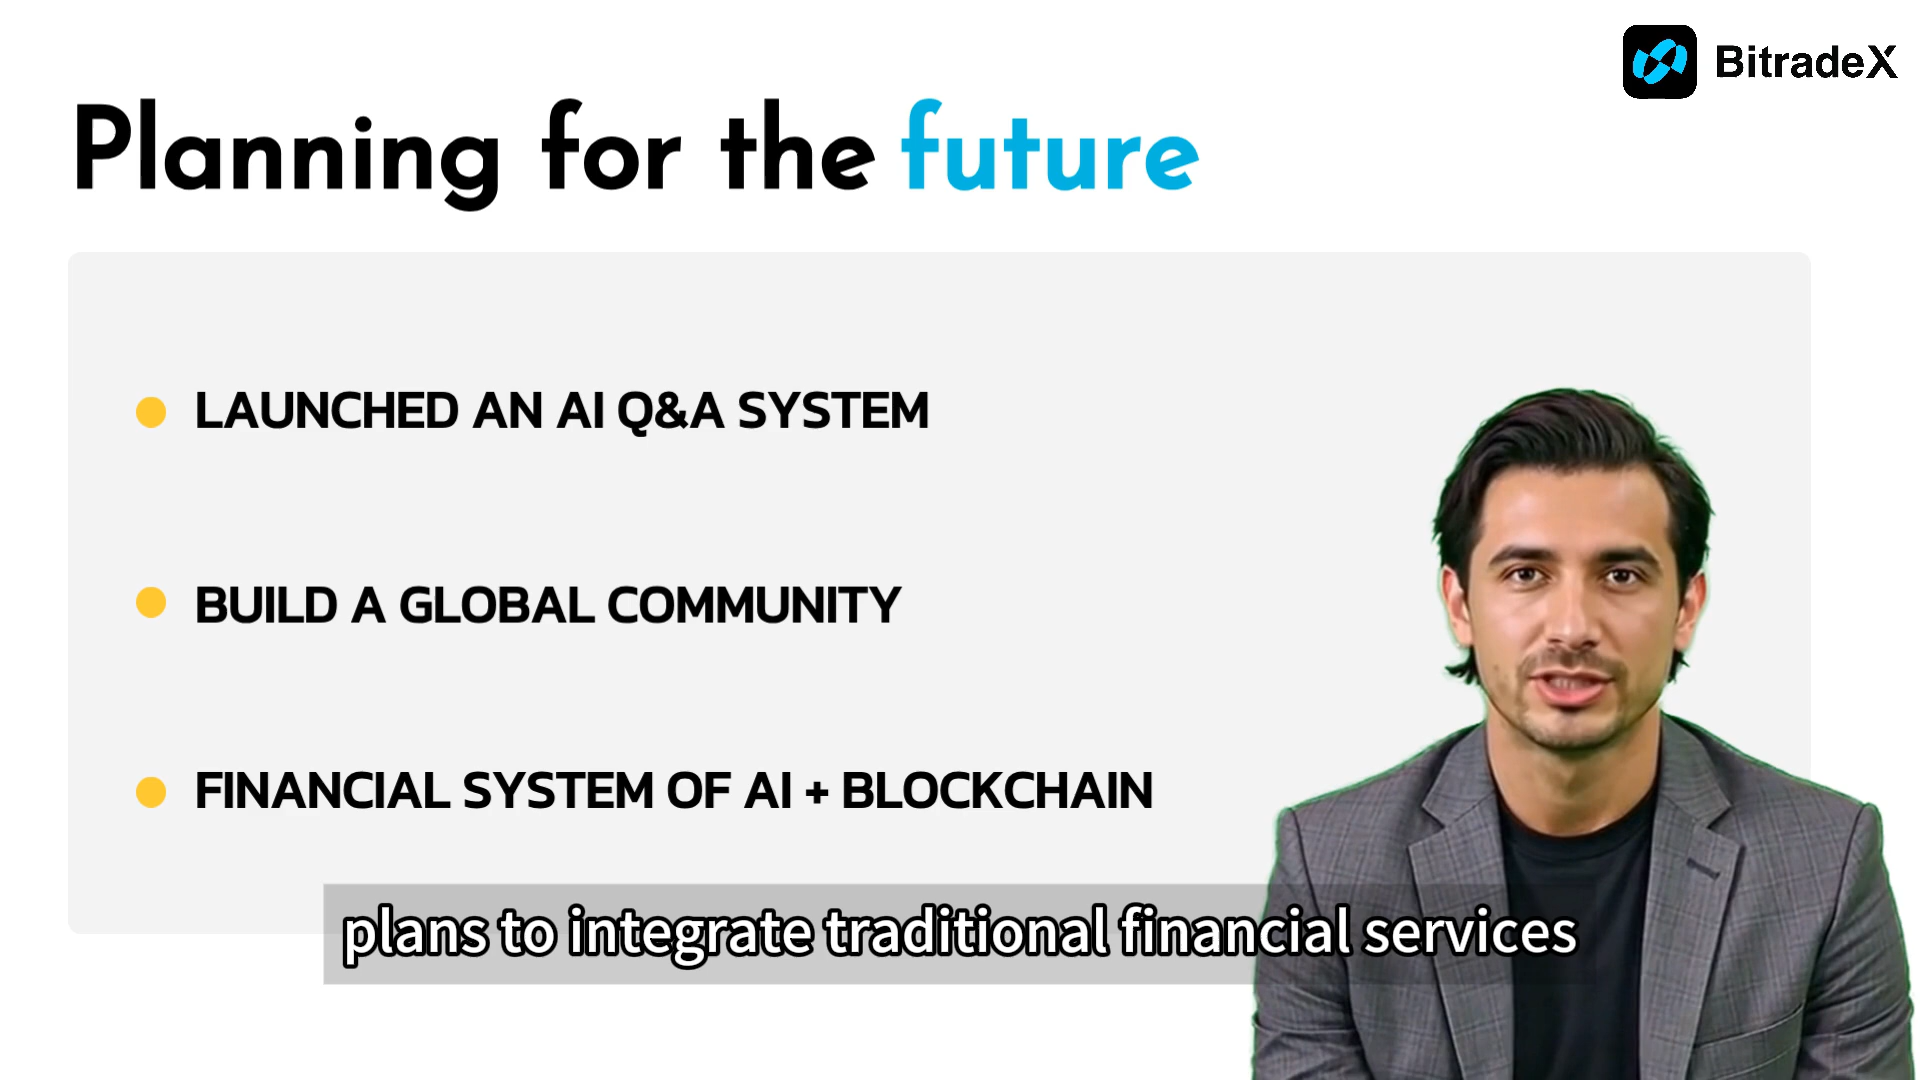 BitradeX
Planning for the future
LAUNCHED AN AI Q&A SYSTEM
BUILD A GLOBAL COMMUNITY
FINANCIAL SYSTEM OF AI + BLOCKCHAIN
plans to integrate traditional financial services